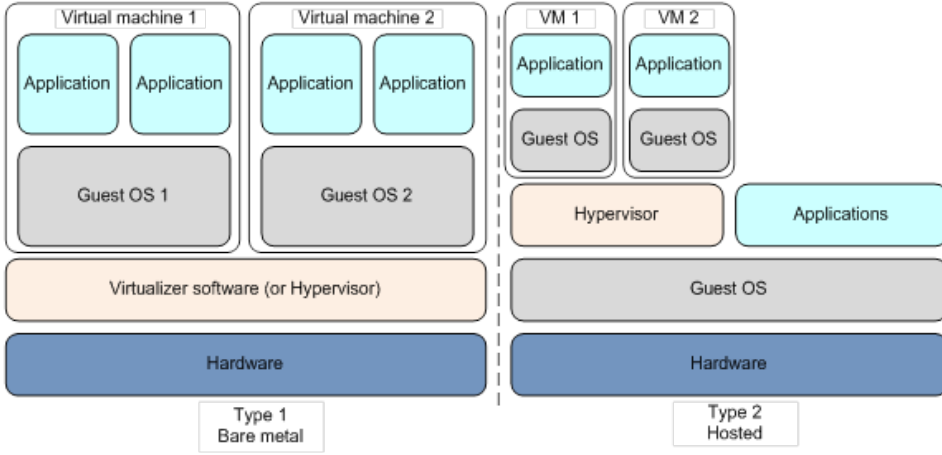 Virtual machine 1
Virtual machine 2
Application
Application
Application
Application
Guest OS 1
Guest OS 2
Virtualizer software (or Hypervisor)
Hardware
Type 1
Bare metal
VM 1
VM 2
Application
Application
Guest OS
Guest OS
Hypervisor
Applications
Guest OS
Hardware
Type 2
Hosted